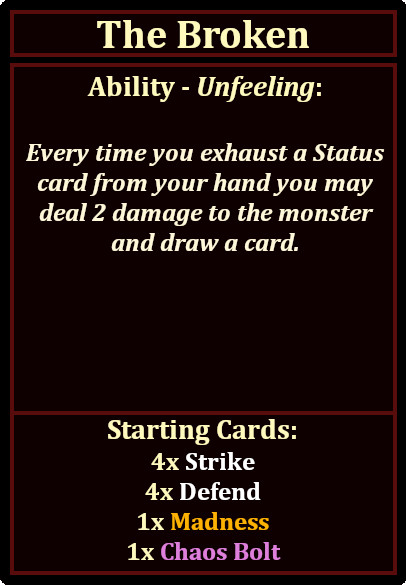 The Broken
Ability - Unfeeling:
Every time you exhaust a Status
card from your hand you may
deal 2 damage to the monster
and draw a card.
Starting Cards:
4x Strike
4x Defend
1x Madness
1x Chaos Bolt